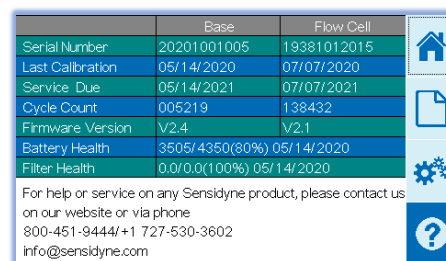 Base Flow Cell
Serial Number 20201001005 19381012015
Last Calibration 05/14/2020 07/07/2020
Service Due 05/14/2021 07/07/2021
Cycle Count 005219 138432
Firmware Version V2.4 V2.1
Battery Health 3505/4350(80%) 05/14/2020
Filter Health 0.0/0.0(100%) 05/14/2020
For help or service on any Sensidyne product, please contact us
on our website or via phone
800-451-9444/+1 727-530-3602
info@sensidyne.com
?